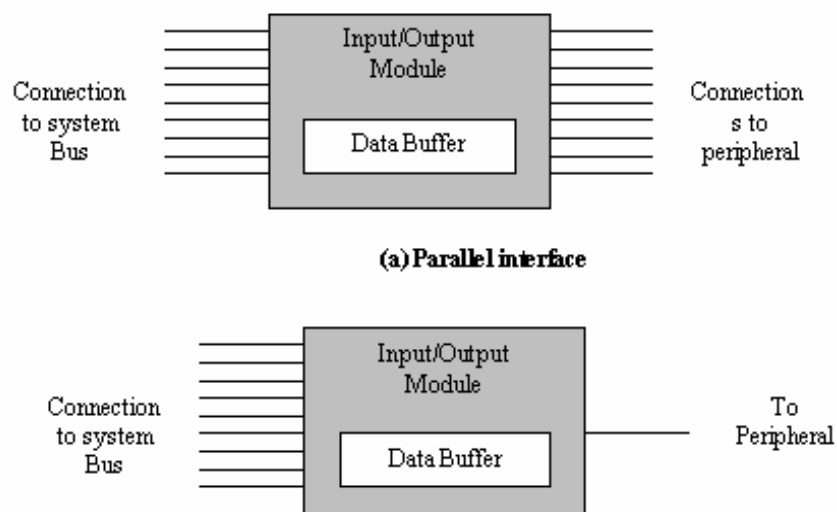 Input/Output
Module
Connection
to system
Bus
Data Buffer
Connection
s to
peripheral
(a) Parallel interface
Input/Output
Module
Connection
to system
Bus
Data Buffer
To
Peripheral